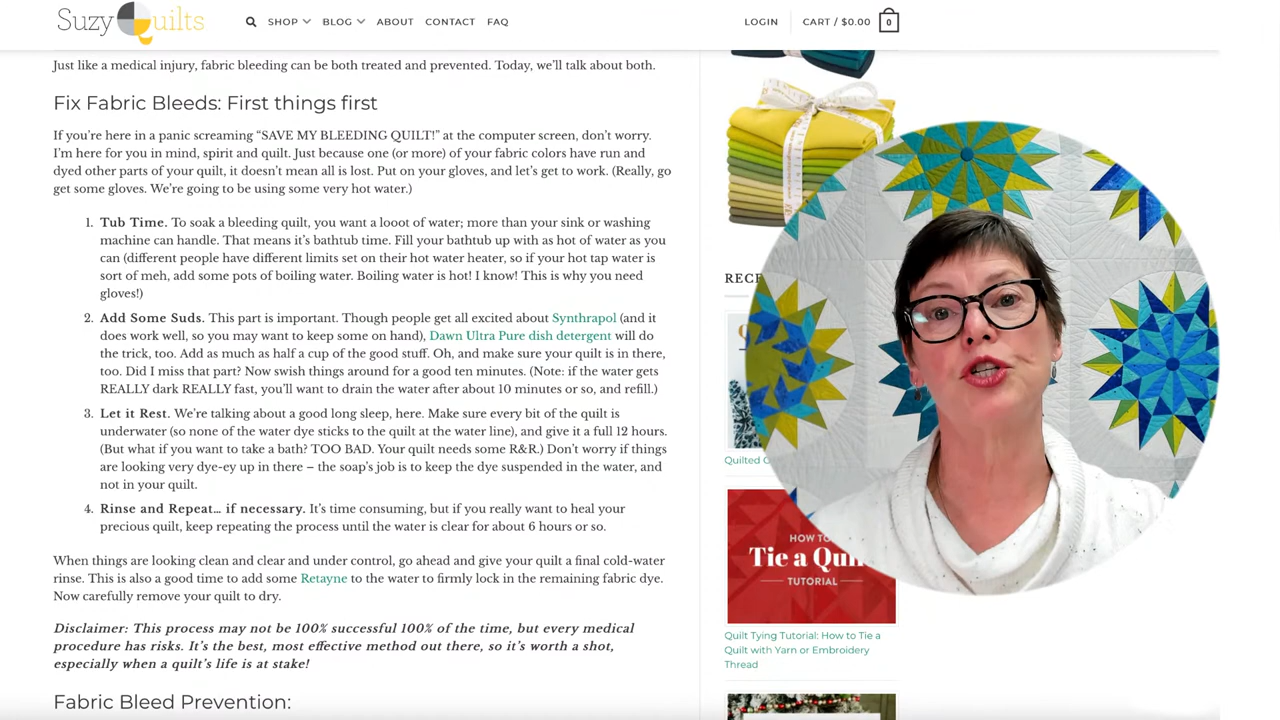 Suzy Quilts
SHOP
BLOG
ABOUT
CONTACT
FAQ
LOGIN
CART / $0.00
0
Just like a medical injury, fabric bleeding can be both treated and prevented. Today, we'll talk about both.
Fix Fabric Bleeds: First things first
If you're here in a panic screaming “SAVE MY BLEEDING QUILT!” at the computer screen, don't worry.
I'm here for you in mind, spirit and quilt. Just because one (or more) of your fabric colors have run and
dyed other parts of your quilt, it doesn't mean all is lost. Put on your gloves, and let's get to work. (Really, go
get some gloves. We're going to be using some very hot water.)
1. Tub Time. To soak a bleeding quilt, you want a looot of water; more than your sink or washing
machine can handle. That means it's bathtub time. Fill your bathtub up with as hot of water as you
can (different people have different limits set on their hot water heater, so if your hot tap water is
sort of meh, add some pots of boiling water. Boiling water is hot! I know! This is why you need
gloves!)
2. Add Some Suds. This part is important. Though people get all excited about Synthrapol (and it
does work well, so you may want to keep some on hand), Dawn Ultra Pure dish detergent will do
the trick, too. Add as much as half a cup of the good stuff. Oh, and make sure your quilt is in there,
too. Did I miss that part? Now swish things around for a good ten minutes. (Note: if the water gets
REALLY dark REALLY fast, you'll want to drain the water after about 10 minutes or so, and refill.)
3. Let it Rest. We're talking about a good long sleep, here. Make sure every bit of the quilt is
underwater (so none of the water dye sticks to the quilt at the water line), and give it a full 12 hours.
(But what if you want to take a bath? TOO BAD. Your quilt needs some R&R.) Don't worry if things
are looking very dye-ey up in there – the soap's job is to keep the dye suspended in the water, and
not in your quilt.
4. Rinse and Repeat… if necessary. It's time consuming, but if you really want to heal your
precious quilt, keep repeating the process until the water is clear for about 6 hours or so.
When things are looking clean and clear and under control, go ahead and give your quilt a final cold-water
rinse. This is also a good time to add some Retayne to the water to firmly lock in the remaining fabric dye.
Now carefully remove your quilt to dry.
Disclaimer: This process may not be 100% successful 100% of the time, but every medical
procedure has risks. It's the best, most effective method out there, so it's worth a shot,
especially when a quilt's life is at stake!
Fabric Bleed Prevention:
REC
Quilted
HOW TO
Tie a Qui
TUTORIAL
Quilt Tying Tutorial: How to Tie a
Quilt with Yarn or Embroidery
Thread